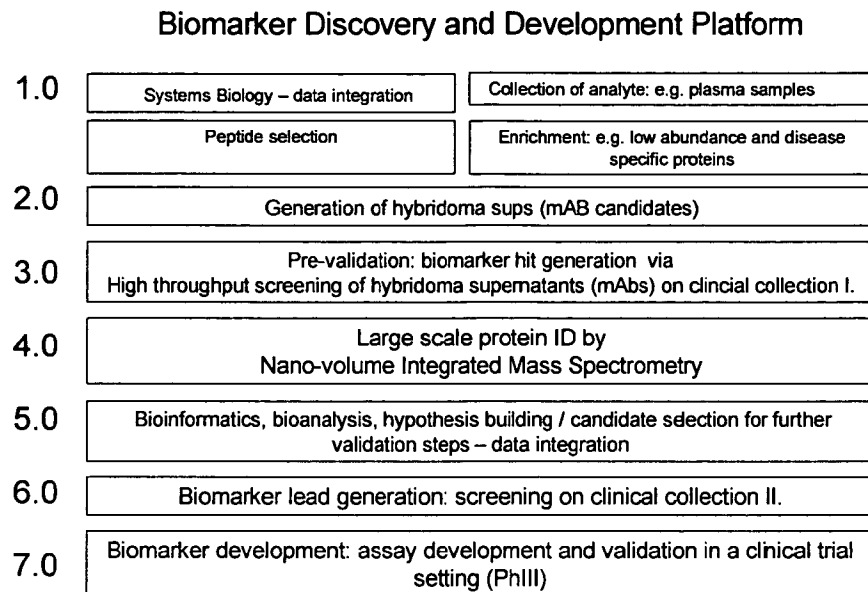 Biomarker Discovery and Development Platform
1.0
Systems Biology – data integration
Collection of analyte: e.g. plasma samples
Peptide selection
Enrichment: e.g. low abundance and disease
specific proteins
2.0
Generation of hybridoma sups (mAB candidates)
3.0
Pre-validation: biomarker hit generation via
High throughput screening of hybridoma supernatants (mAbs) on clincial collection I.
4.0
Large scale protein ID by
Nano-volume Integrated Mass Spectrometry
5.0
Bioinformatics, bioanalysis, hypothesis building / candidate selection for further
validation steps – data integration
6.0
Biomarker lead generation: screening on clinical collection II.
7.0
Biomarker development: assay development and validation in a clinical trial
setting (PhIII)